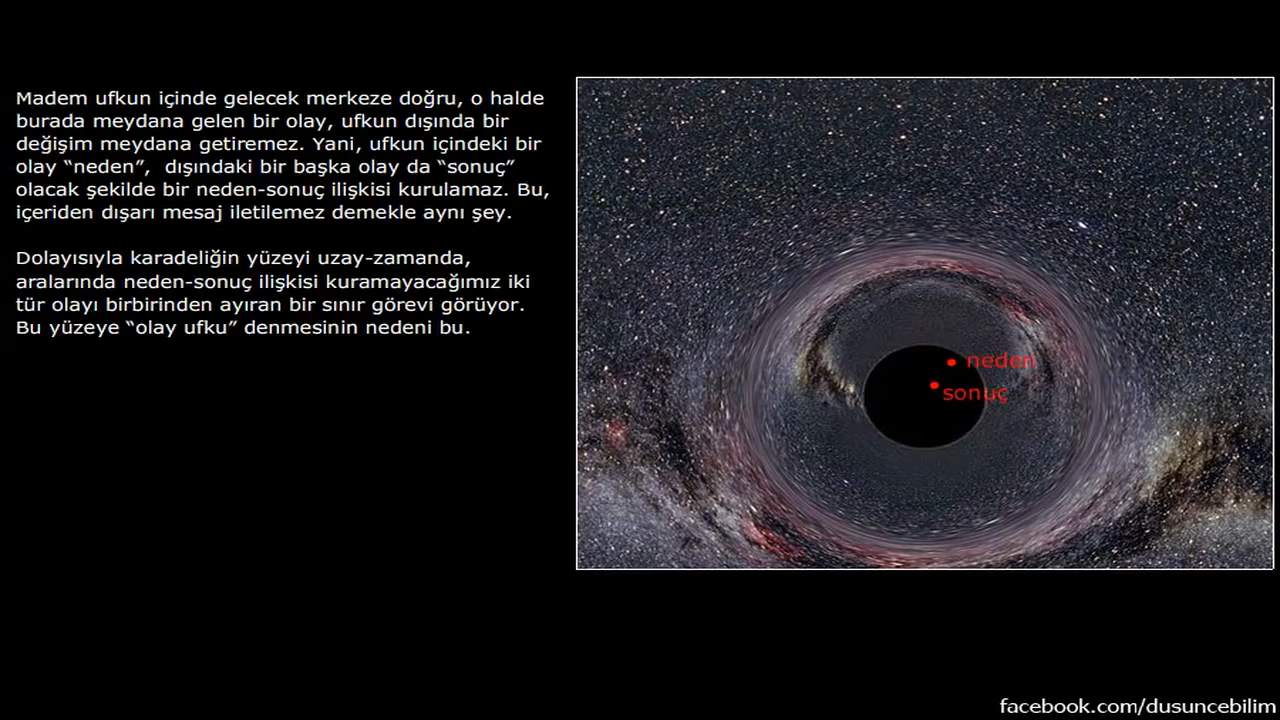 Madem ufkun içinde gelecek merkeze doğru, o halde
burada meydana gelen bir olay, ufkun dışında bir
değişim meydana getiremez. Yani, ufkun içindeki bir
olay “neden”, dışındaki bir başka olay da “sonuç”
olacak şekilde bir neden-sonuç ilişkisi kurulamaz. Bu,
içeriden dışarı mesaj iletilemez demekle aynı şey.
Dolayısıyla karadeliğin yüzeyi uzay-zamanda,
aralarında neden-sonuç ilişkisi kuramayacağımız iki
tür olayı birbirinden ayıran bir sınır görevi görüyor.
Bu yüzeye “olay ufku” denmesinin nedeni bu.
neden
sonuç
facebook.com/dusuncebilim